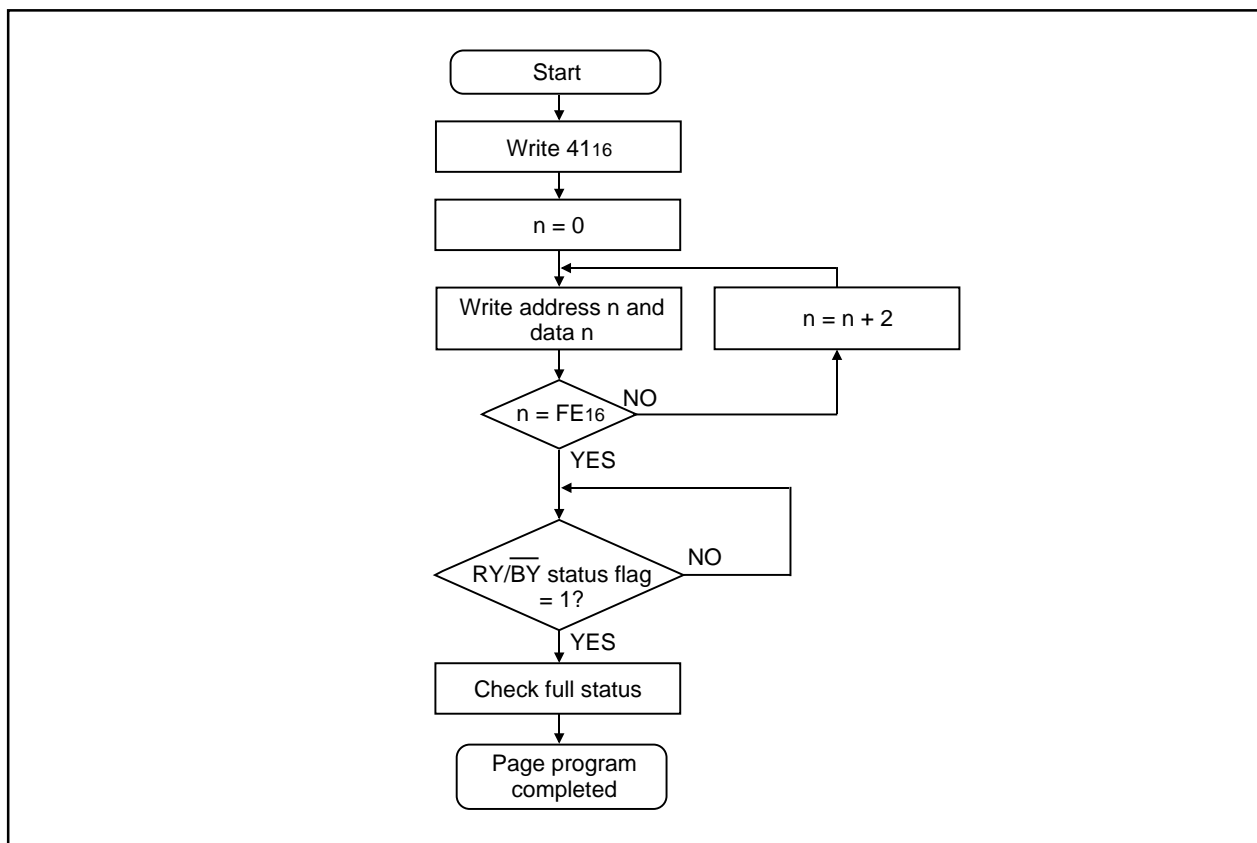 Start
Write 4116
n = 0
Write address n and
data n
n = n + 2
n = FE16
NO
YES
RY/B̅Y̅ status flag
= 1?
NO
YES
Check full status
Page program
completed